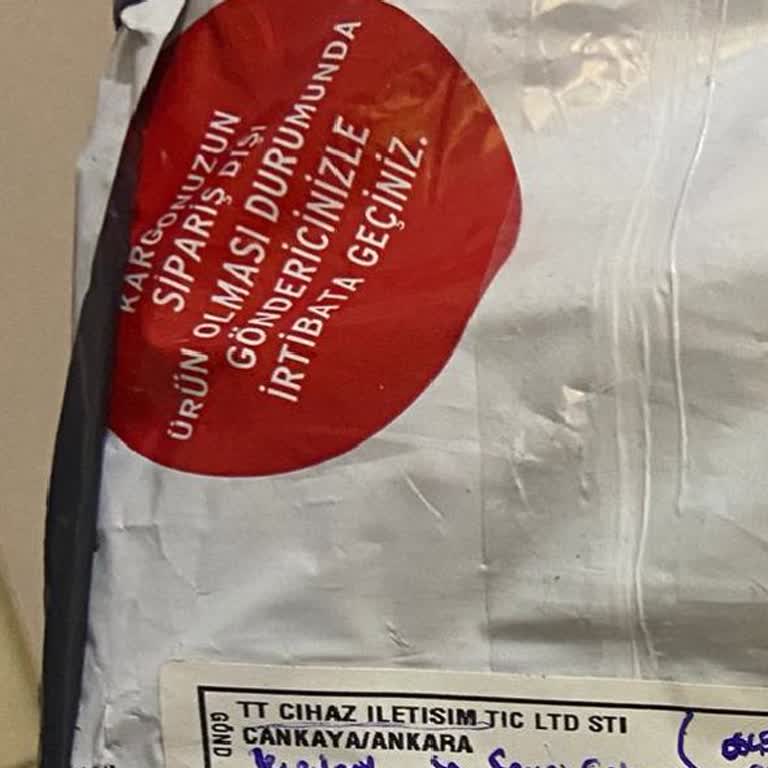 KARGONUZUN
SİPARİŞ DIŞI
ÜRÜN OLMASI DURUMUNDA
GÖNDERİCİNİZLE
İRTİBATA GEÇİNİZ.
GÖND
TT CIHAZ ILETISIM TIC LTD STI
CANKAYA/ANKARA